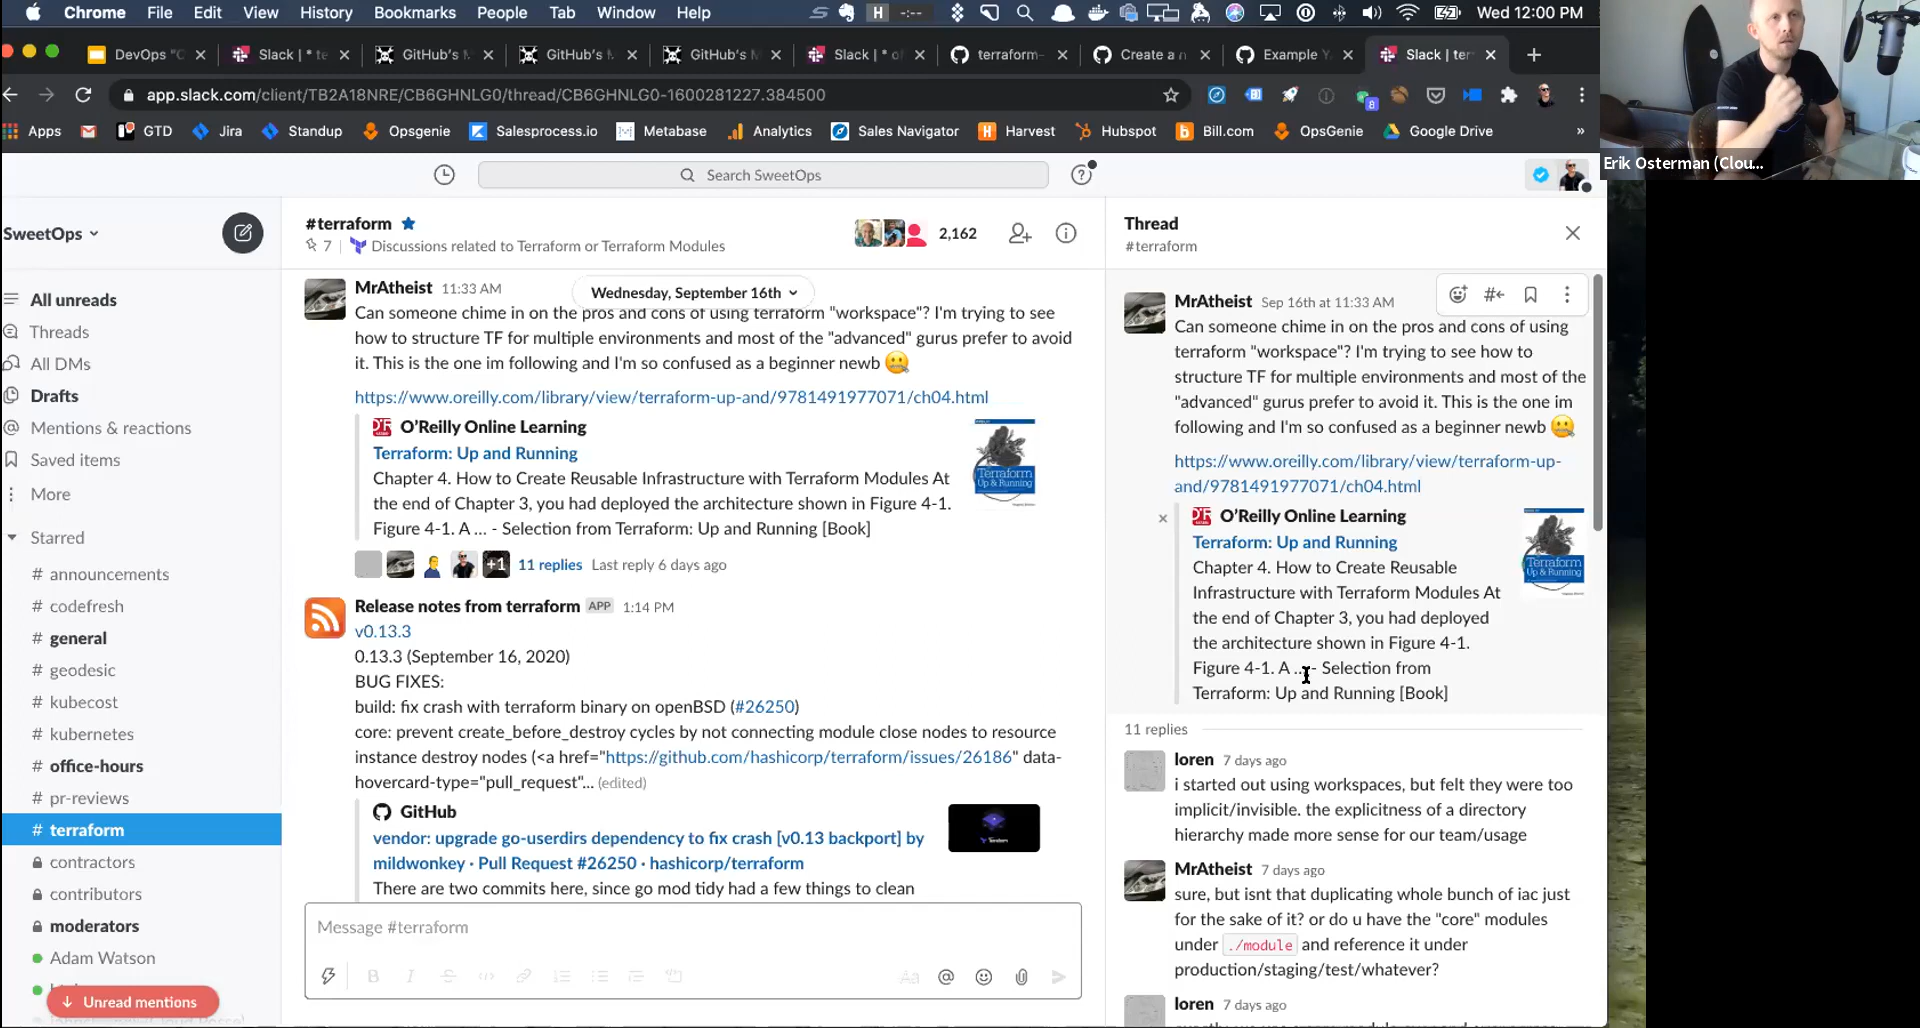 Chrome File Edit View History Bookmarks People Tab Window Help
H -:-- Wed 12:00 PM
DevOps "C Slack | * te GitHub's M GitHub's M GitHub's M Slack | * of terraform- Create a n Example Y Slack | ter
app.slack.com/client/TB2A18NRE/CB6GHNLG0/thread/CB6GHNLG0-1600281227.384500
Apps GTD Jira Standup Opsgenie Salesprocess.io Metabase Analytics Sales Navigator Harvest Hubspot Bill.com OpsGenie Google Drive »
Erik Osterman (Clou...
Search SweetOps
SweetOps
All unreads
Threads
All DMs
Drafts
Mentions & reactions
Saved items
More
Starred
# announcements
# codefresh
# general
# geodesic
# kubecost
# kubernetes
# office-hours
# pr-reviews
# terraform
contractors
contributors
moderators
Adam Watson
Unread mentions
#terraform
7 Discussions related to Terraform or Terraform Modules
2,162
Wednesday, September 16th
MrAtheist 11:33 AM
Can someone chime in on the pros and cons of using terraform "workspace"? I'm trying to see
how to structure TF for multiple environments and most of the "advanced" gurus prefer to avoid
it. This is the one im following and I'm so confused as a beginner newb
https://www.oreilly.com/library/view/terraform-up-and/9781491977071/ch04.html
O'Reilly Online Learning
Terraform: Up and Running
Chapter 4. How to Create Reusable Infrastructure with Terraform Modules At
the end of Chapter 3, you had deployed the architecture shown in Figure 4-1.
Figure 4-1. A ... - Selection from Terraform: Up and Running [Book]
Terraform
Up & Running
+1 11 replies Last reply 6 days ago
Release notes from terraform APP 1:14 PM
v0.13.3
0.13.3 (September 16, 2020)
BUG FIXES:
build: fix crash with terraform binary on openBSD (#26250)
core: prevent create_before_destroy cycles by not connecting module close nodes to resource
instance destroy nodes (<a href="https://github.com/hashicorp/terraform/issues/26186" data-
hovercard-type="pull_request"... (edited)
GitHub
vendor: upgrade go-userdirs dependency to fix crash [v0.13 backport] by
mildwonkey · Pull Request #26250 · hashicorp/terraform
There are two commits here, since go mod tidy had a few things to clean
Message #terraform
Thread
#terraform
MrAtheist Sep 16th at 11:33 AM
Can someone chime in on the pros and cons of using
terraform "workspace"? I'm trying to see how to
structure TF for multiple environments and most of the
"advanced" gurus prefer to avoid it. This is the one im
following and I'm so confused as a beginner newb
https://www.oreilly.com/library/view/terraform-up-
and/9781491977071/ch04.html
O'Reilly Online Learning
Terraform: Up and Running
Chapter 4. How to Create Reusable
Infrastructure with Terraform Modules At
the end of Chapter 3, you had deployed
the architecture shown in Figure 4-1.
Figure 4-1. A ... - Selection from
Terraform: Up and Running [Book]
Terraform
Up & Running
11 replies
loren 7 days ago
i started out using workspaces, but felt they were too
implicit/invisible. the explicitness of a directory
hierarchy made more sense for our team/usage
MrAtheist 7 days ago
sure, but isnt that duplicating whole bunch of iac just
for the sake of it? or do u have the "core" modules
under ./module and reference it under
production/staging/test/whatever?
loren 7 days ago